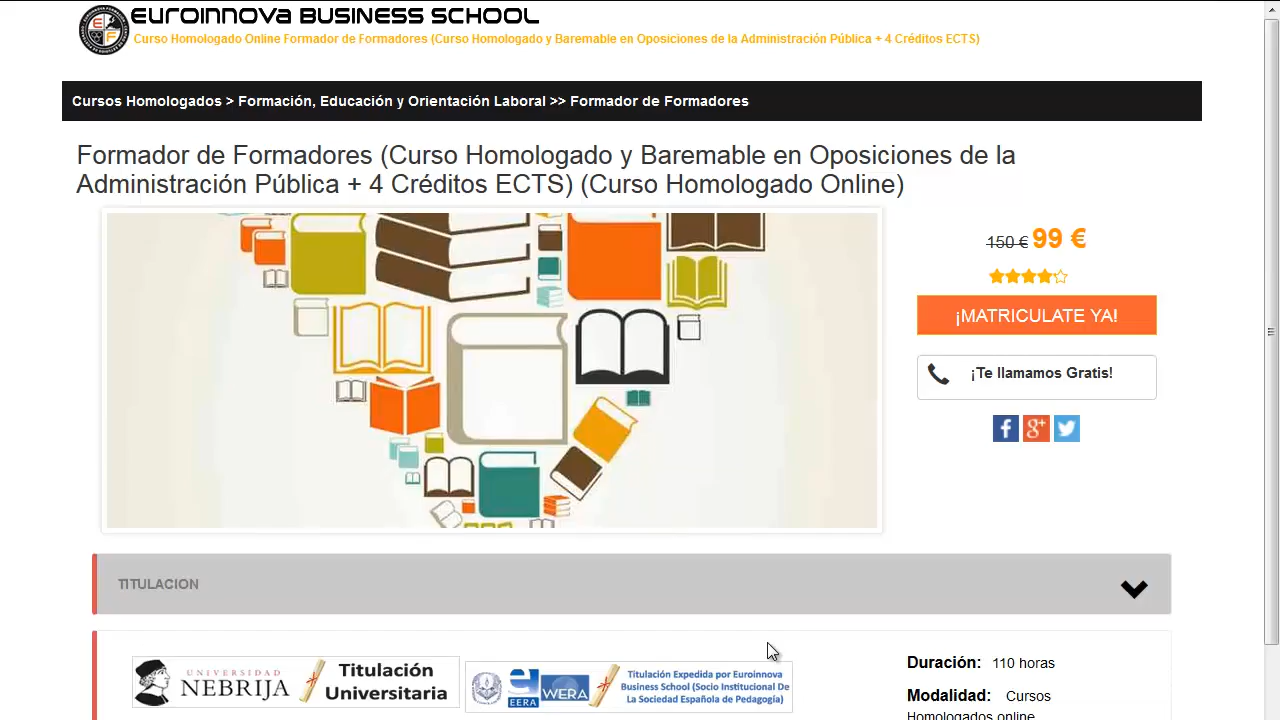 EUROINNOVA BUSINESS SCHOOL
Curso Homologado Online Formador de Formadores (Curso Homologado y Baremable en Oposiciones de la Administración Pública + 4 Créditos ECTS)
Cursos Homologados > Formación, Educación y Orientación Laboral >> Formador de Formadores
Formador de Formadores (Curso Homologado y Baremable en Oposiciones de la
Administración Pública + 4 Créditos ECTS) (Curso Homologado Online)
150 € 99 €
¡MATRICULATE YA!
¡Te llamamos Gratis!
TITULACION
UNIVERSIDAD
NEBRIJA
Titulación
Universitaria
EERA
WERA
Titulación Expedida por Euroinnova
Business School (Socio Institucional De
La Sociedad Española de Pedagogía)
Duración: 110 horas
Modalidad: Cursos
Homologados online